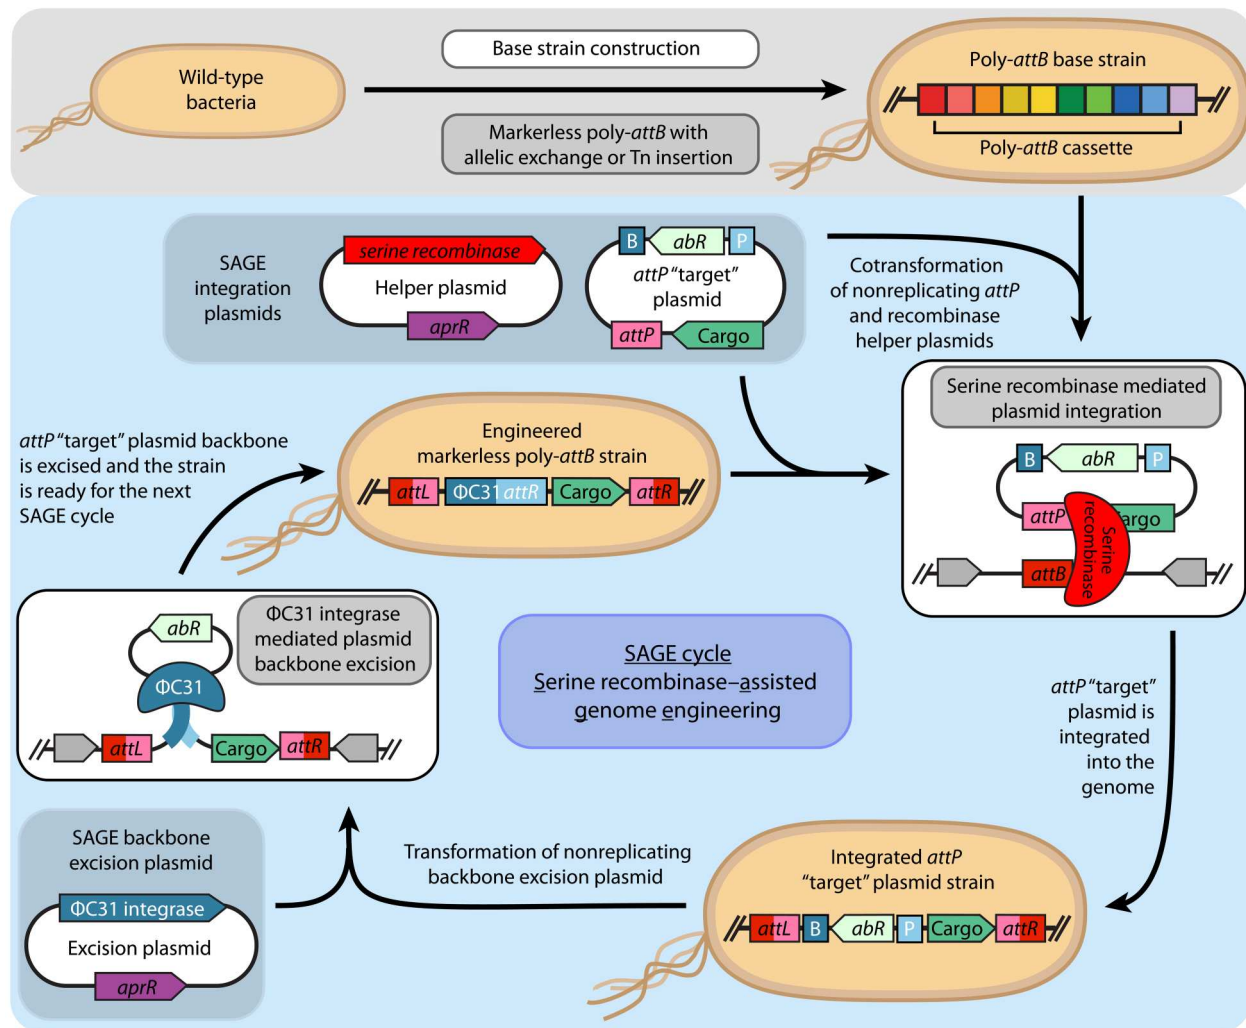 Wild-type
bacteria
Base strain construction
Markerless poly-attB with
allelic exchange or Tn insertion
Poly-attB base strain
Poly-attB cassette
SAGE
integration
plasmids
serine recombinase
Helper plasmid
aprR
B
abR
P
attP “target”
plasmid
attP
Cargo
Cotransformation
of nonreplicating attP
and recombinase
helper plasmids
Serine recombinase mediated
plasmid integration
B
abR
P
attP
Cargo
Serine
recombinase
attB
attP “target” plasmid backbone
is excised and the strain
is ready for the next
SAGE cycle
Engineered
markerless poly-attB strain
attL
ΦC31 attR
Cargo
attR
ΦC31 integrase
mediated plasmid
backbone excision
abR
ΦC31
attL
Cargo
attR
SAGE cycle
Serine recombinase–assisted
genome engineering
attP “target”
plasmid is
integrated
into the
genome
SAGE backbone
excision plasmid
ΦC31 integrase
Excision plasmid
aprR
Transformation of nonreplicating
backbone excision plasmid
Integrated attP
“target” plasmid strain
attL
B
abR
P
Cargo
attR